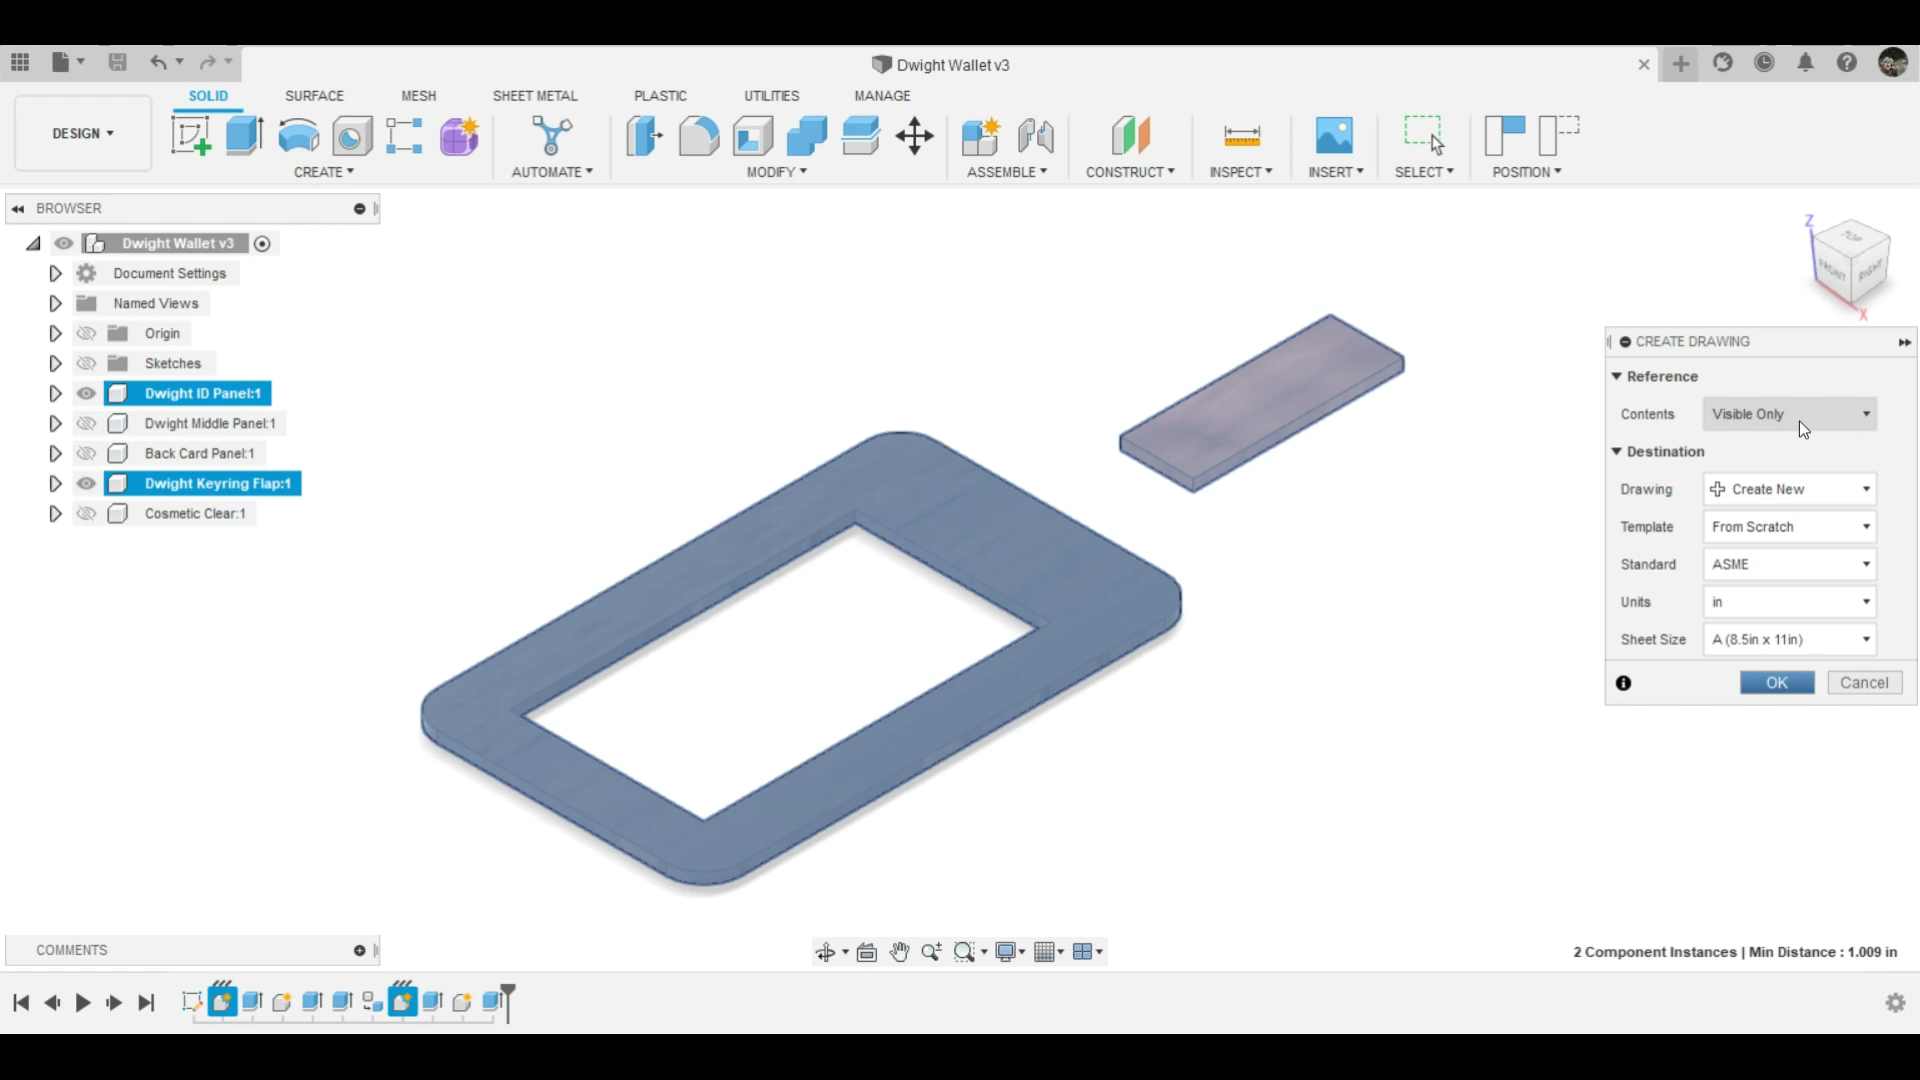 Dwight Wallet v3
SOLID SURFACE MESH SHEET METAL PLASTIC UTILITIES MANAGE
DESIGN
CREATE AUTOMATE MODIFY ASSEMBLE CONSTRUCT INSPECT INSERT SELECT POSITION
BROWSER
Dwight Wallet v3
Document Settings
Named Views
Origin
Sketches
Dwight ID Panel:1
Dwight Middle Panel:1
Back Card Panel:1
Dwight Keyring Flap:1
Cosmetic Clear:1
Z
TOP
FRONT RIGHT
X
CREATE DRAWING
Reference
Contents Visible Only
Destination
Drawing Create New
Template From Scratch
Standard ASME
Units in
Sheet Size A (8.5in x 11in)
OK Cancel
COMMENTS
2 Component Instances | Min Distance : 1.009 in